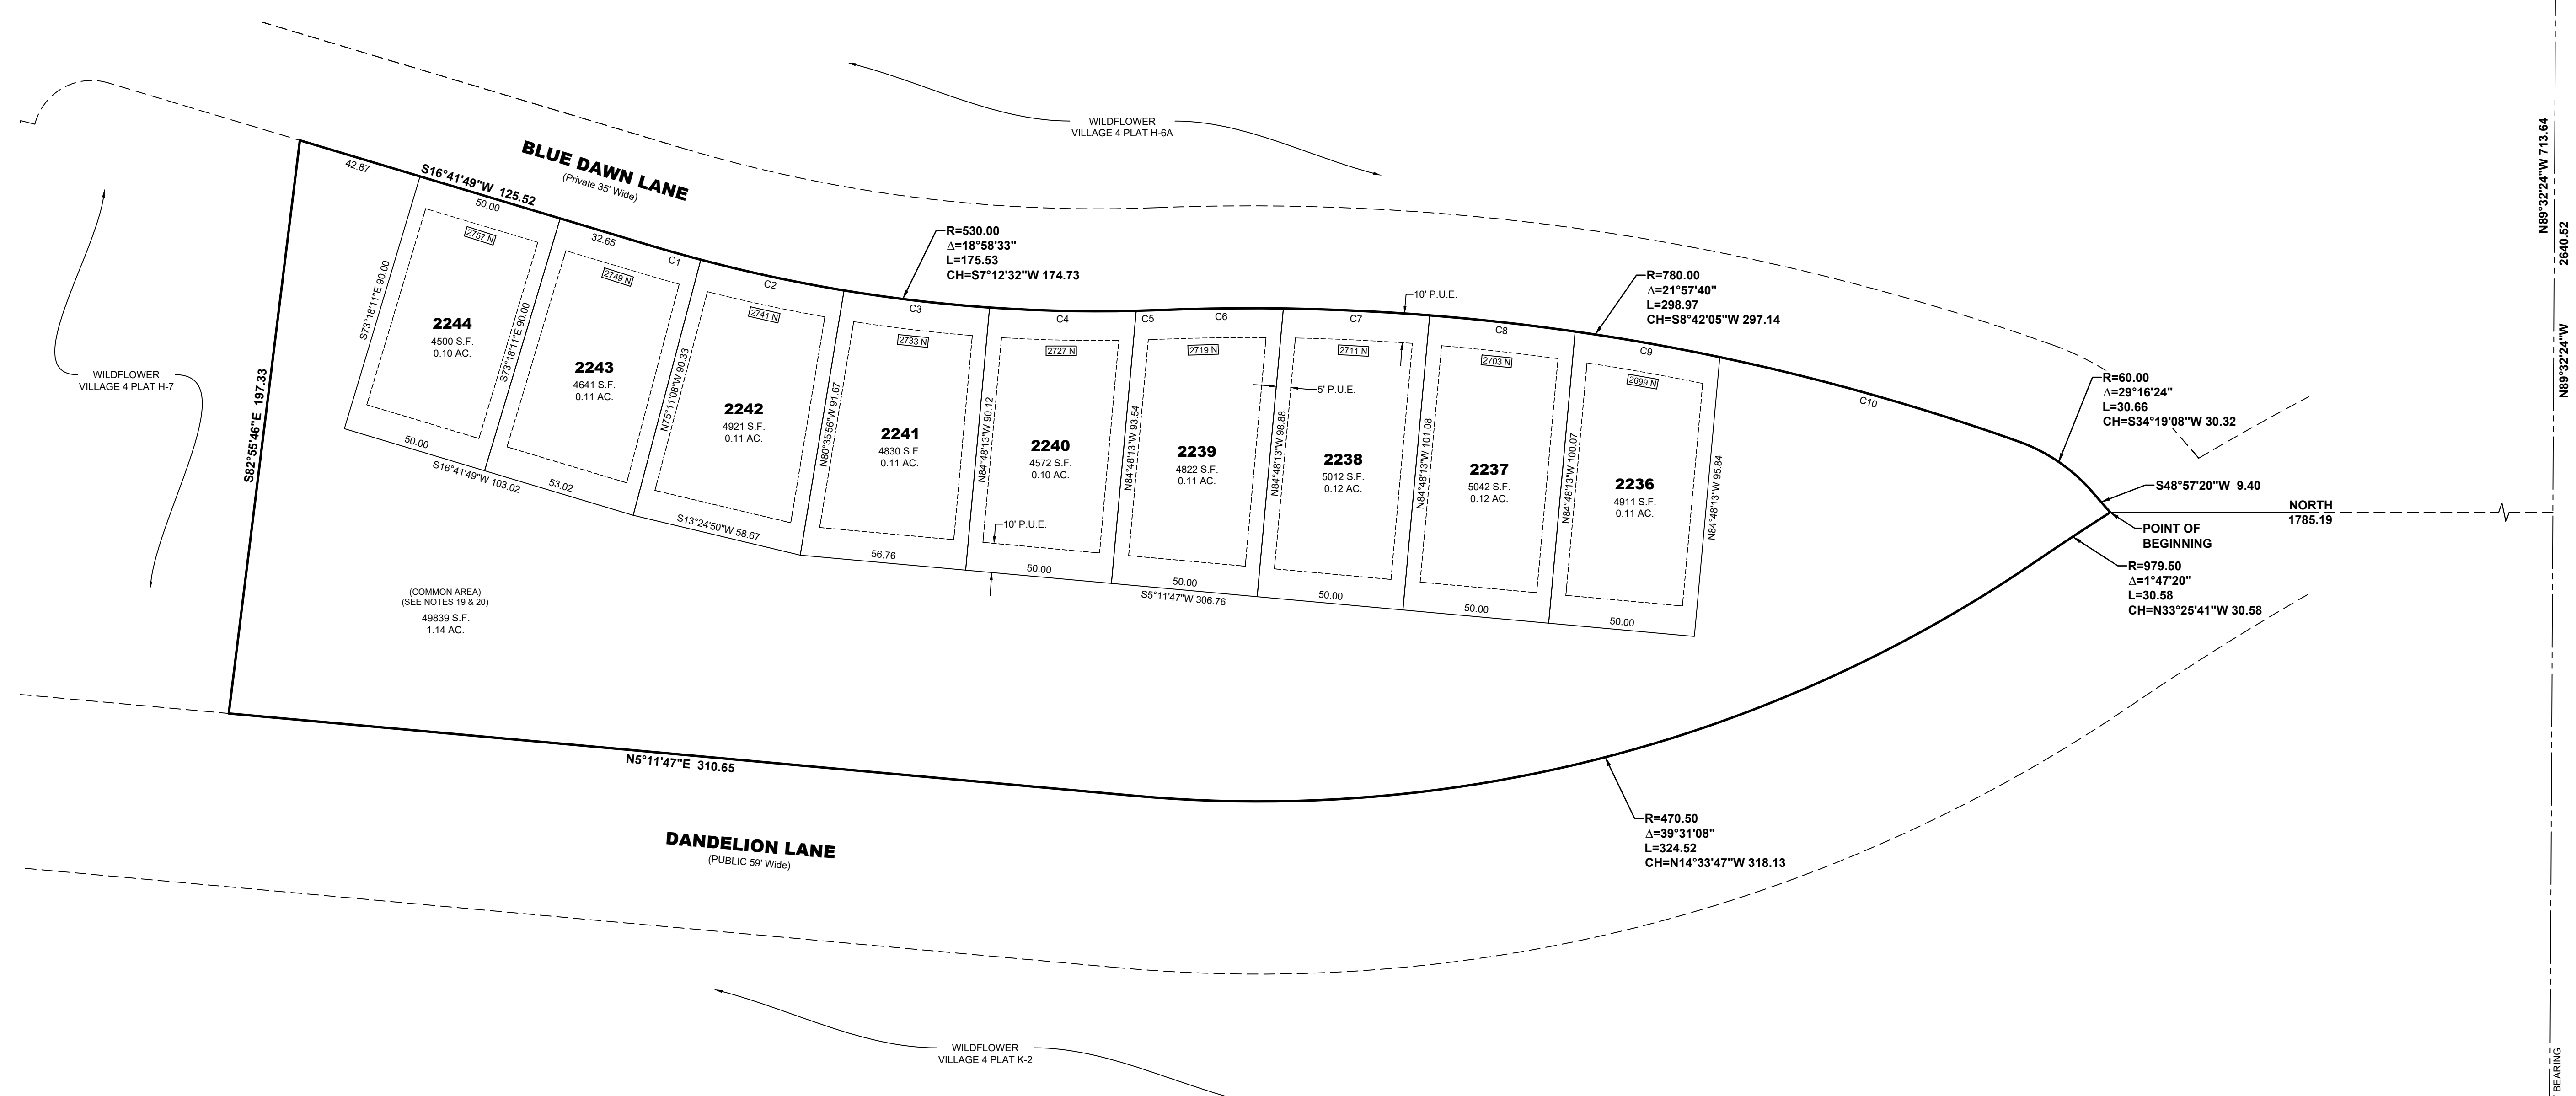 WILDFLOWER
VILLAGE 4 PLAT H-6A
BLUE DAWN LANE
(Private 35' Wide)
42.87
S16°41'49"W 125.52
50.00
32.65
C1
C2
C3
C4
C5
C6
C7
C8
C9
C10
R=530.00
Δ=18°58'33"
L=175.53
CH=S7°12'32"W 174.73
R=780.00
Δ=21°57'40"
L=298.97
CH=S8°42'05"W 297.14
10' P.U.E.
R=60.00
Δ=29°16'24"
L=30.66
CH=S34°19'08"W 30.32
S48°57'20"W 9.40
NORTH
1785.19
POINT OF
BEGINNING
R=979.50
Δ=1°47'20"
L=30.58
CH=N33°25'41"W 30.58
N89°32'24"W 713.64
2640.52
N89°32'24"W
BEARING
WILDFLOWER
VILLAGE 4 PLAT H-7
S82°55'46"E 197.33
S73°18'11"E 90.00
2757 N
2244
4500 S.F.
0.10 AC.
50.00
S73°18'11"E 90.00
2749 N
2243
4641 S.F.
0.11 AC.
53.02
S16°41'49"W 103.02
N75°11'08"W 90.33
2741 N
2242
4921 S.F.
0.11 AC.
S13°24'50"W 58.67
N80°35'56"W 91.67
2733 N
2241
4830 S.F.
0.11 AC.
56.76
N84°48'13"W 90.12
2727 N
2240
4572 S.F.
0.10 AC.
10' P.U.E.
50.00
N84°48'13"W 93.54
2719 N
2239
4822 S.F.
0.11 AC.
50.00
S5°11'47"W 306.76
N84°48'13"W 98.88
5' P.U.E.
2711 N
2238
5012 S.F.
0.12 AC.
50.00
N84°48'13"W 101.08
2703 N
2237
5042 S.F.
0.12 AC.
50.00
N84°48'13"W 100.07
2699 N
2236
4911 S.F.
0.11 AC.
50.00
N84°48'13"W 95.84
(COMMON AREA)
(SEE NOTES 19 & 20)
49839 S.F.
1.14 AC.
N5°11'47"E 310.65
DANDELION LANE
(PUBLIC 59' Wide)
R=470.50
Δ=39°31'08"
L=324.52
CH=N14°33'47"W 318.13
WILDFLOWER
VILLAGE 4 PLAT K-2